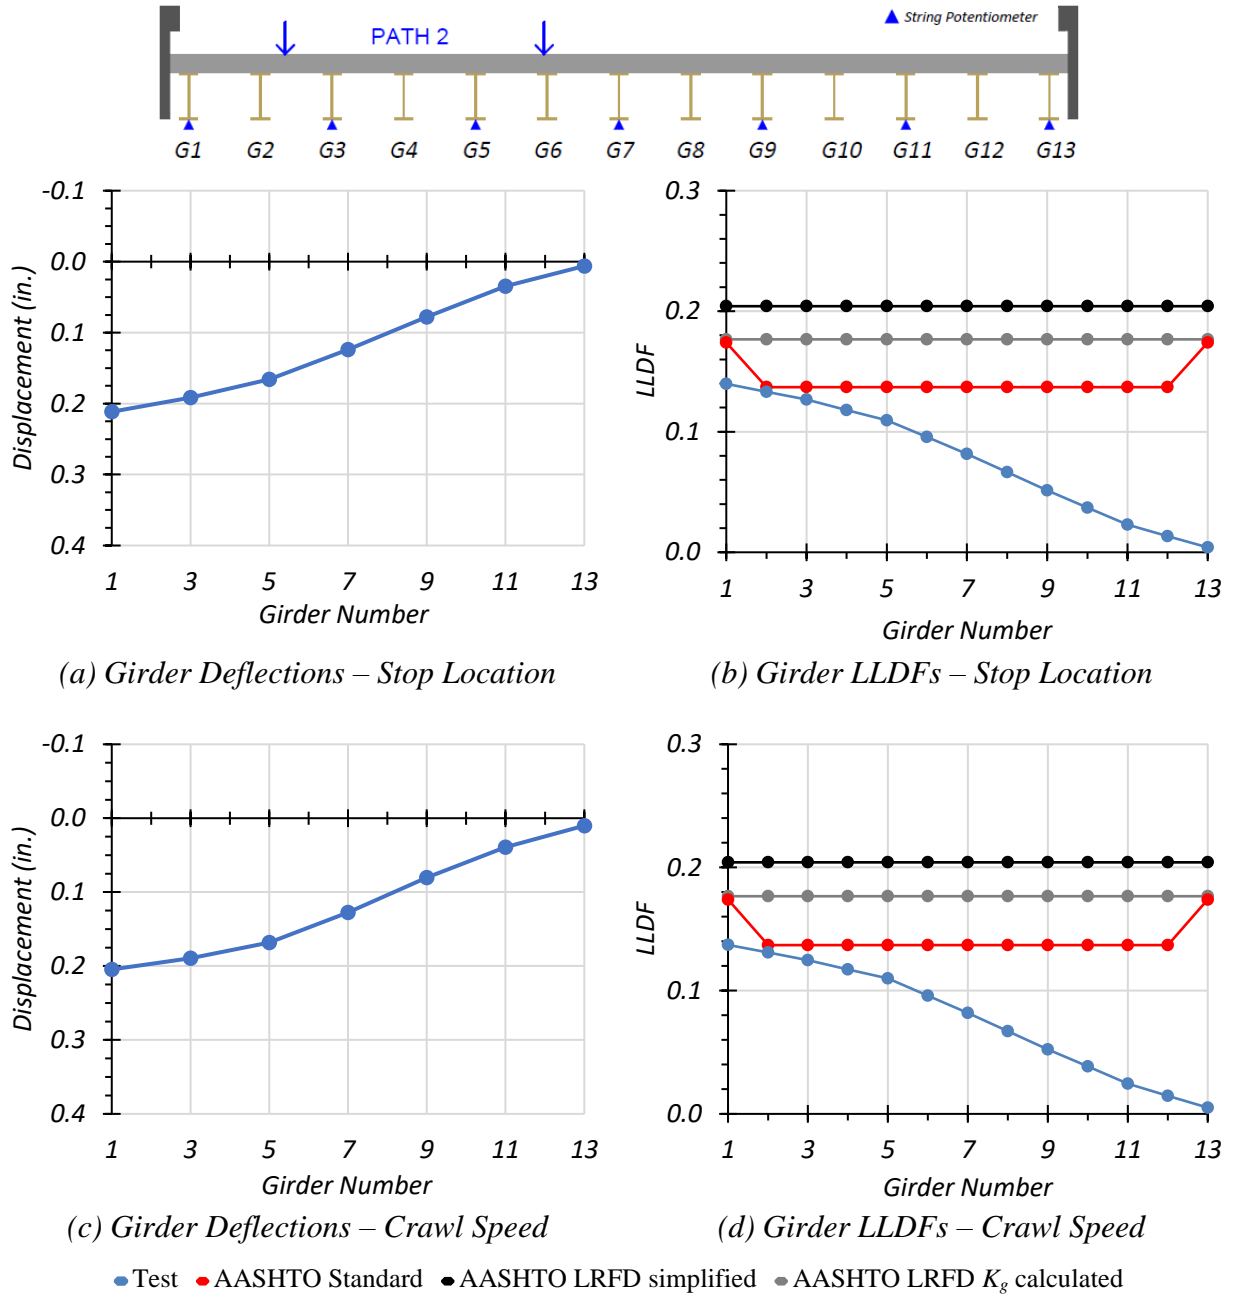 String Potentiometer
PATH 2
G1 G2 G3 G4 G5 G6 G7 G8 G9 G10 G11 G12 G13
-0.1
0.0
0.1
0.2
0.3
0.4
Displacement (in.)
1 3 5 7 9 11 13
Girder Number
(a) Girder Deflections – Stop Location
0.3
0.2
0.1
0.0
LLDF
1 3 5 7 9 11 13
Girder Number
(b) Girder LLDFs – Stop Location
-0.1
0.0
0.1
0.2
0.3
0.4
Displacement (in.)
1 3 5 7 9 11 13
Girder Number
(c) Girder Deflections – Crawl Speed
0.3
0.2
0.1
0.0
LLDF
1 3 5 7 9 11 13
Girder Number
(d) Girder LLDFs – Crawl Speed
Test AASHTO Standard AASHTO LRFD simplified AASHTO LRFD Kg calculated